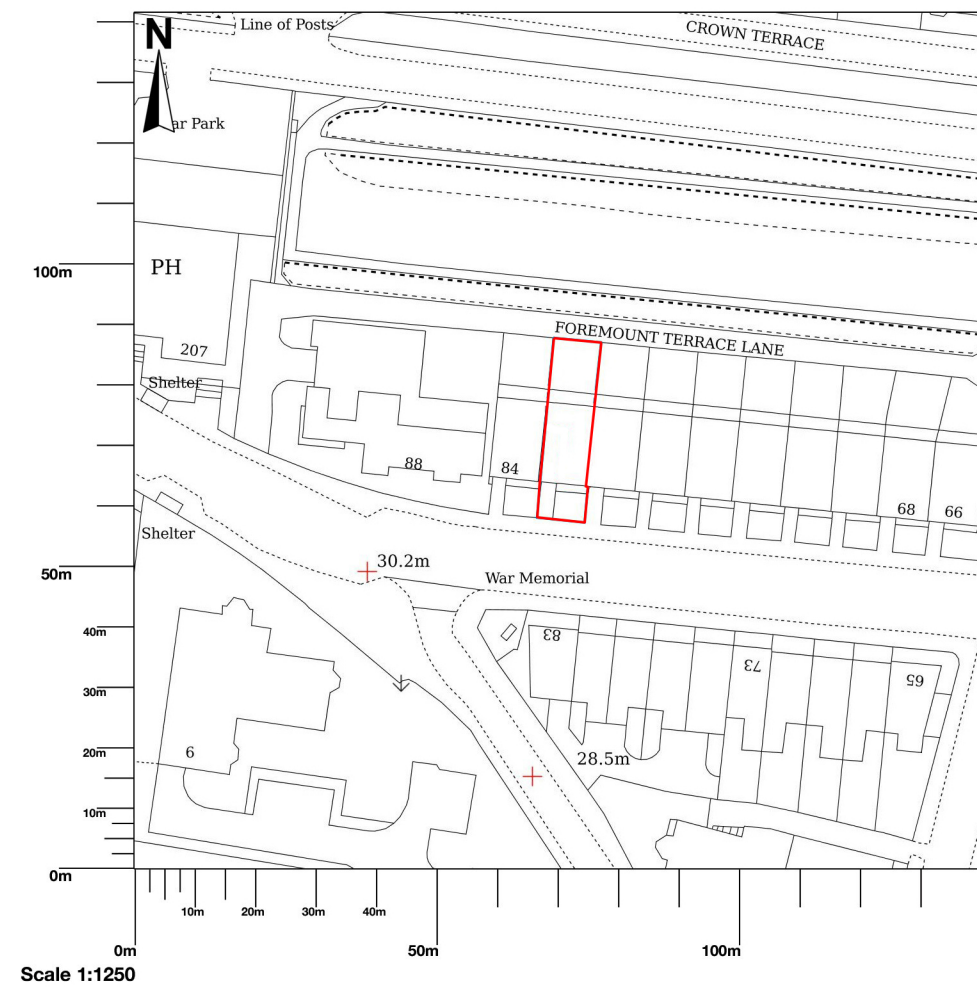 Line of Posts
CROWN TERRACE
N
ar Park
PH
100m
FOREMOUNT TERRACE LANE
207
Shelter
88
84
68
66
Shelter
30.2m
50m
War Memorial
83
73
65
40m
30m
6
28.5m
20m
10m
0m
10m
20m
30m
40m
0m
50m
100m
Scale 1:1250